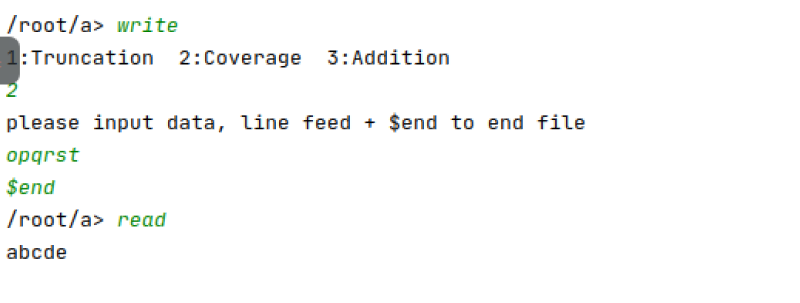 /root/a> write
1:Truncation  2:Coverage  3:Addition
2
please input data, line feed + $end to end file
opqrst
$end
/root/a> read
abcde